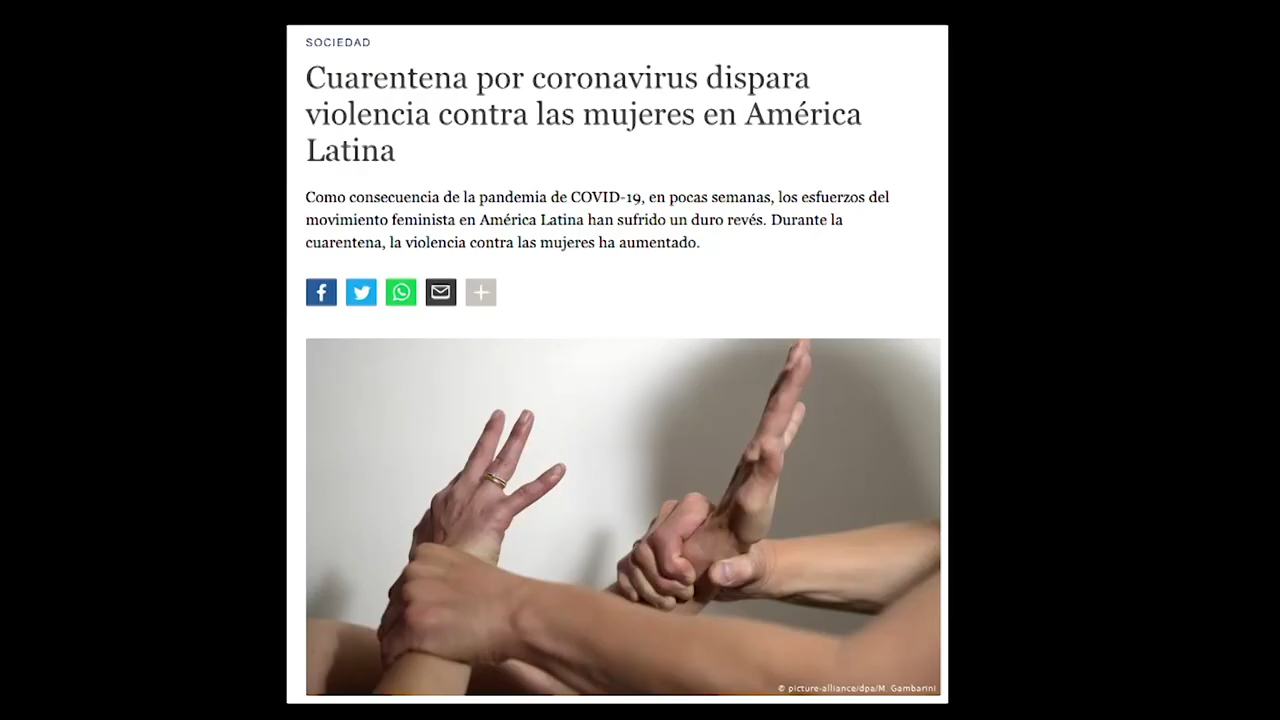 SOCIEDAD
Cuarentena por coronavirus dispara
violencia contra las mujeres en América
Latina
Como consecuencia de la pandemia de COVID-19, en pocas semanas, los esfuerzos del
movimiento feminista en América Latina han sufrido un duro revés. Durante la
cuarentena, la violencia contra las mujeres ha aumentado.
© picture-alliance/dpa/M. Gambarini